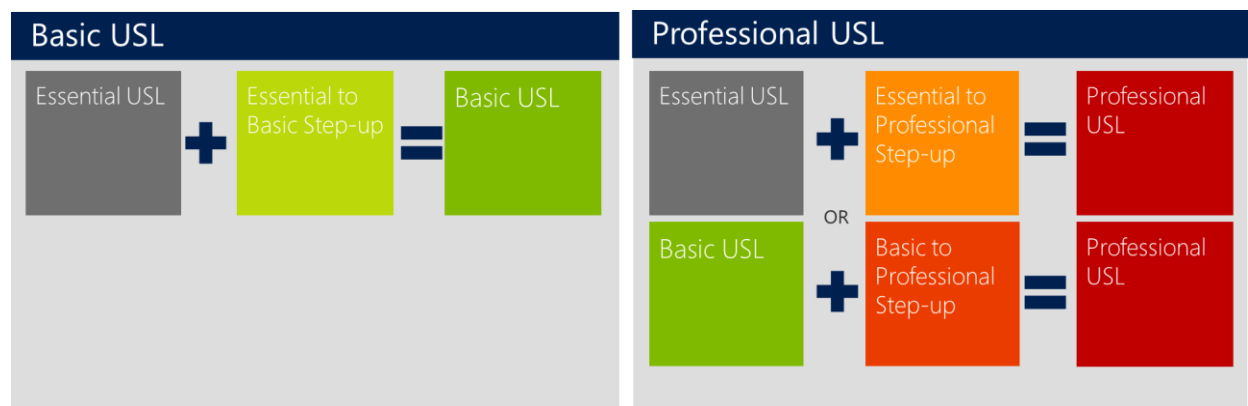 Basic USL
Essential USL
Essential to
Basic Step-up
Basic USL
Professional USL
Essential USL
Essential to
Professional
Step-up
Professional
USL
OR
Basic USL
Basic to
Professional
Step-up
Professional
USL